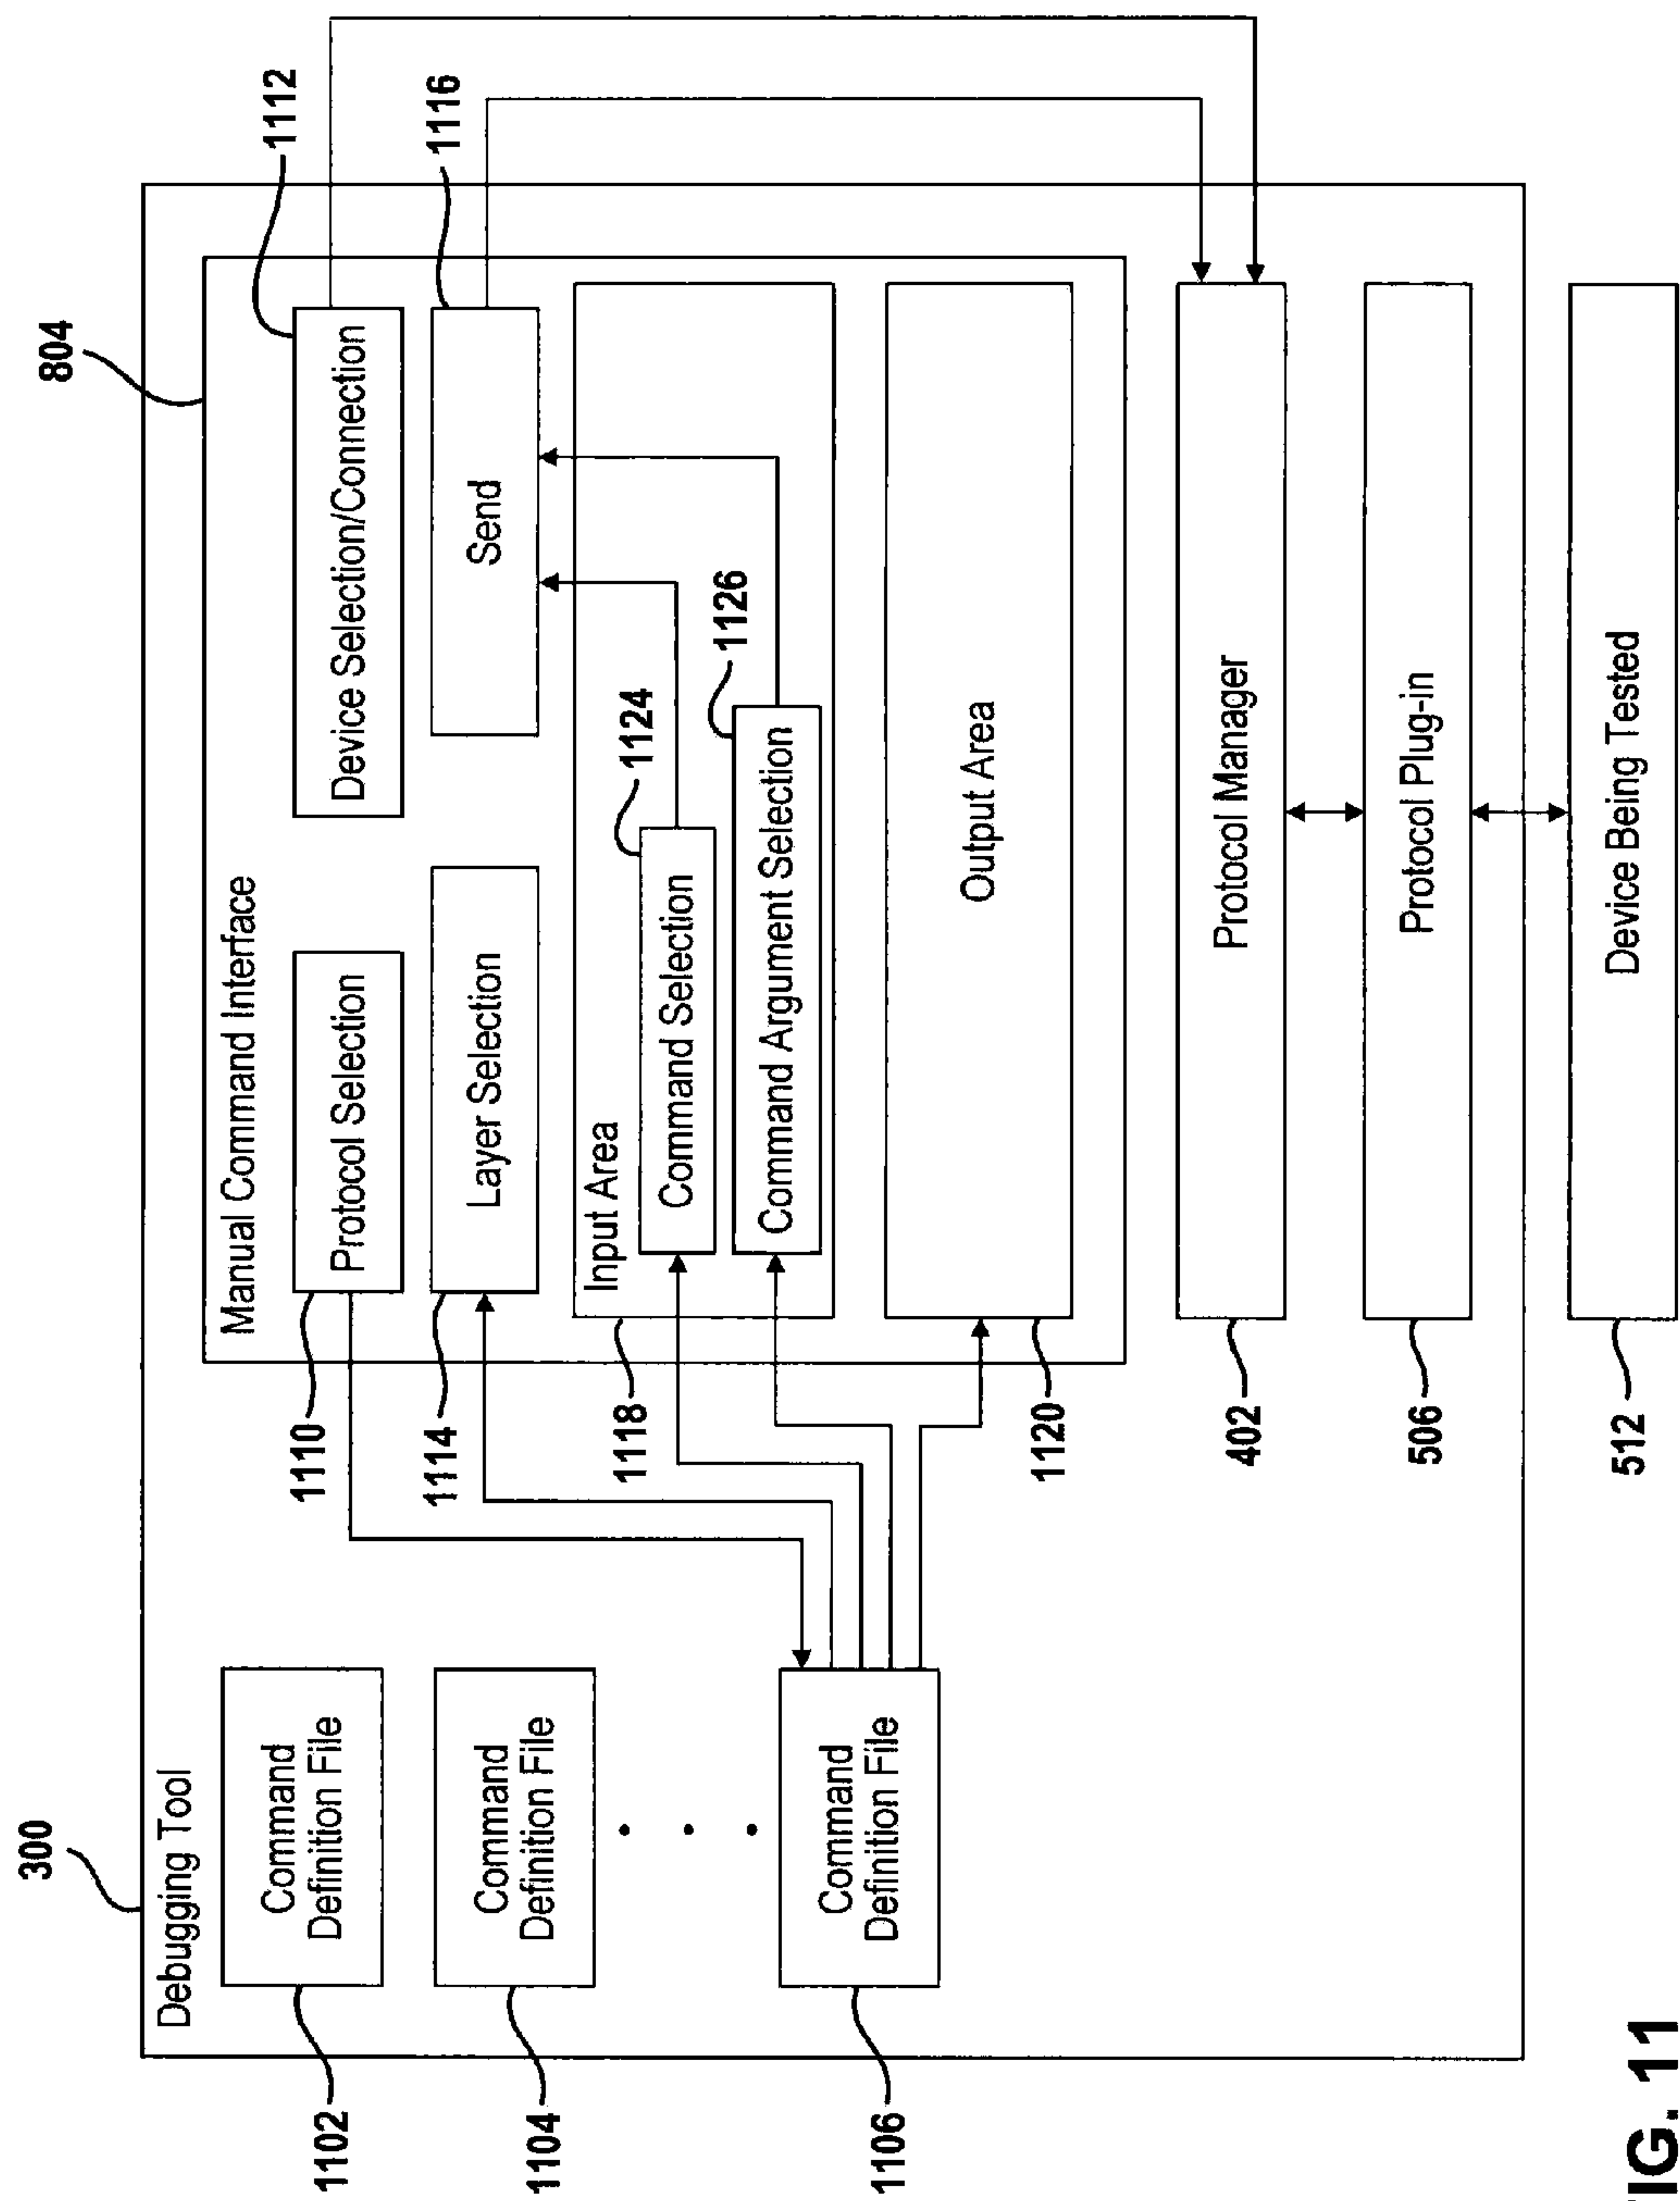 300
804
Debugging Tool
Manual Command Interface
1102
Command
Definition File
1110
Protocol Selection
Device Selection/Connection
1112
1104
Command
Definition File
1114
Layer Selection
Send
1116
1118
Input Area
Command Selection
1124
Command Argument Selection
1126
1106
Command
Definition File
1120
Output Area
402
Protocol Manager
506
Protocol Plug-in
512
Device Being Tested
FIG. 11